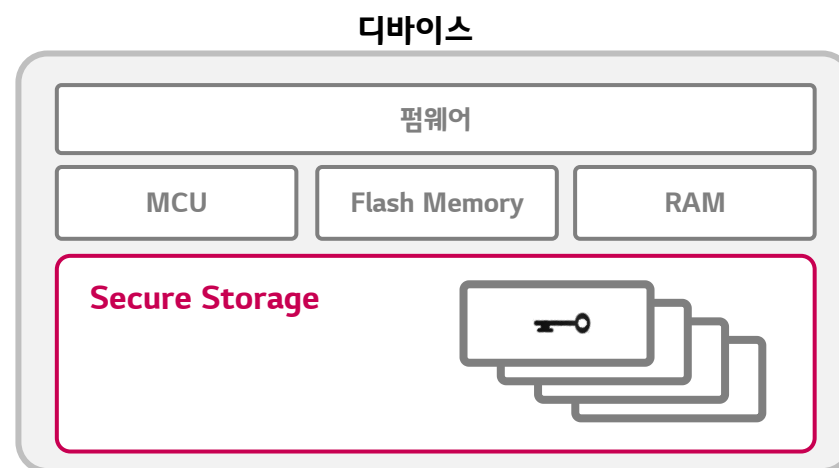 디바이스
펌웨어
MCU
Flash Memory
RAM
Secure Storage